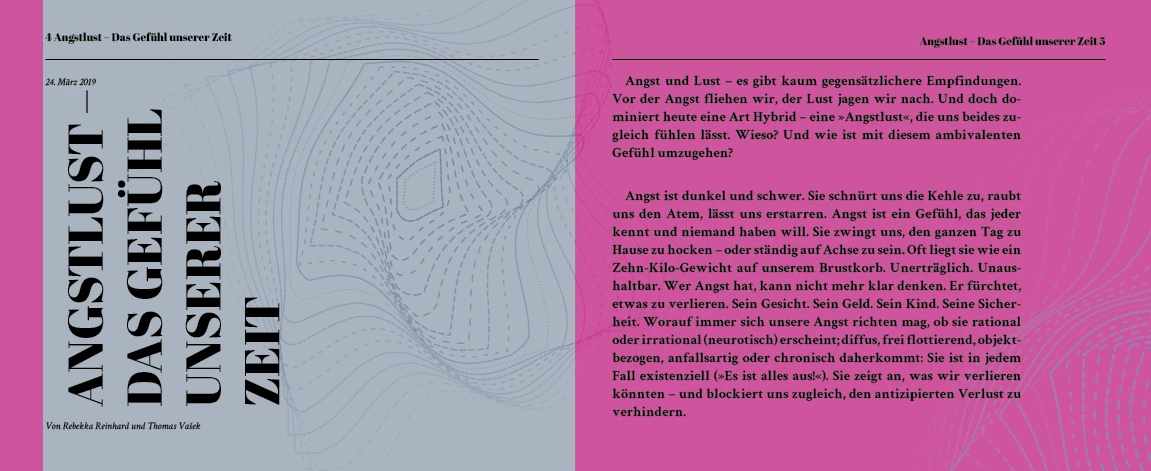 4 Angstlust – Das Gefühl unserer Zeit
24. März 2019
ANGSTLUST —
DAS GEFÜHL
UNSERER
ZEIT
Von Rebekka Reinhard und Thomas Vašek
Angstlust – Das Gefühl unserer Zeit 5
Angst und Lust – es gibt kaum gegensätzlichere Empfindungen.
Vor der Angst fliehen wir, der Lust jagen wir nach. Und doch do-
miniert heute eine Art Hybrid – eine »Angstlust«, die uns beides zu-
gleich fühlen lässt. Wieso? Und wie ist mit diesem ambivalenten
Gefühl umzugehen?
Angst ist dunkel und schwer. Sie schnürt uns die Kehle zu, raubt
uns den Atem, lässt uns erstarren. Angst ist ein Gefühl, das jeder
kennt und niemand haben will. Sie zwingt uns, den ganzen Tag zu
Hause zu hocken – oder ständig auf Achse zu sein. Oft liegt sie wie ein
Zehn-Kilo-Gewicht auf unserem Brustkorb. Unerträglich. Unaus-
haltbar. Wer Angst hat, kann nicht mehr klar denken. Er fürchtet,
etwas zu verlieren. Sein Gesicht. Sein Geld. Sein Kind. Seine Sicher-
heit. Worauf immer sich unsere Angst richten mag, ob sie rational
oder irrational (neurotisch) erscheint; diffus, frei flottierend, objekt-
bezogen, anfallsartig oder chronisch daherkommt: Sie ist in jedem
Fall existenziell (»Es ist alles aus!«). Sie zeigt an, was wir verlieren
könnten – und blockiert uns zugleich, den antizipierten Verlust zu
verhindern.